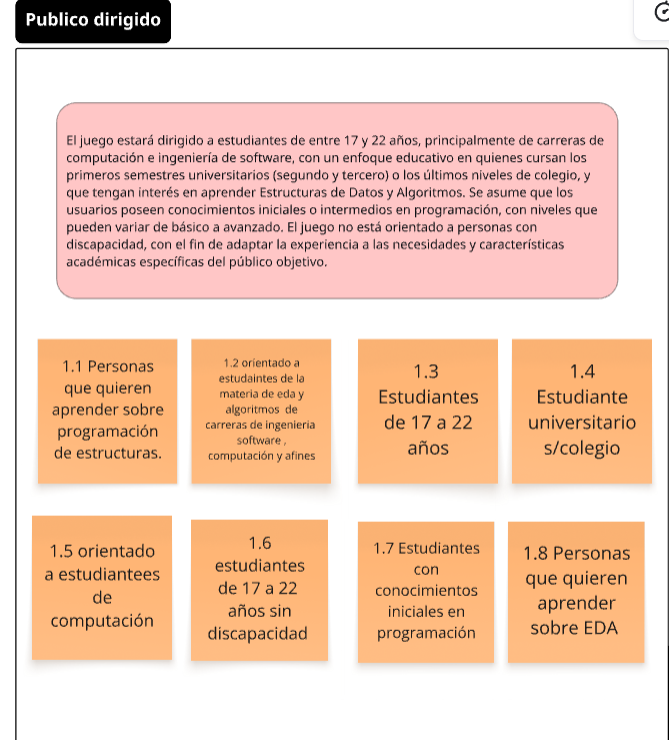 Publico dirigido
El juego estará dirigido a estudiantes de entre 17 y 22 años, principalmente de carreras de
computación e ingeniería de software, con un enfoque educativo en quienes cursan los
primeros semestres universitarios (segundo y tercero) o los últimos niveles de colegio, y
que tengan interés en aprender Estructuras de Datos y Algoritmos. Se asume que los
usuarios poseen conocimientos iniciales o intermedios en programación, con niveles que
pueden variar de básico a avanzado. El juego no está orientado a personas con
discapacidad, con el fin de adaptar la experiencia a las necesidades y características
académicas específicas del público objetivo.
1.1 Personas
que quieren
aprender sobre
programación
de estructuras.
1.2 orientado a
estudaintes de la
materia de eda y
algoritmos de
carreras de ingenieria
software ,
computación y afines
1.3
Estudiantes
de 17 a 22
años
1.4
Estudiante
universitario
s/colegio
1.5 orientado
a estudiantees
de
computación
1.6
estudiantes
de 17 a 22
años sin
discapacidad
1.7 Estudiantes
con
conocimientos
iniciales en
programación
1.8 Personas
que quieren
aprender
sobre EDA